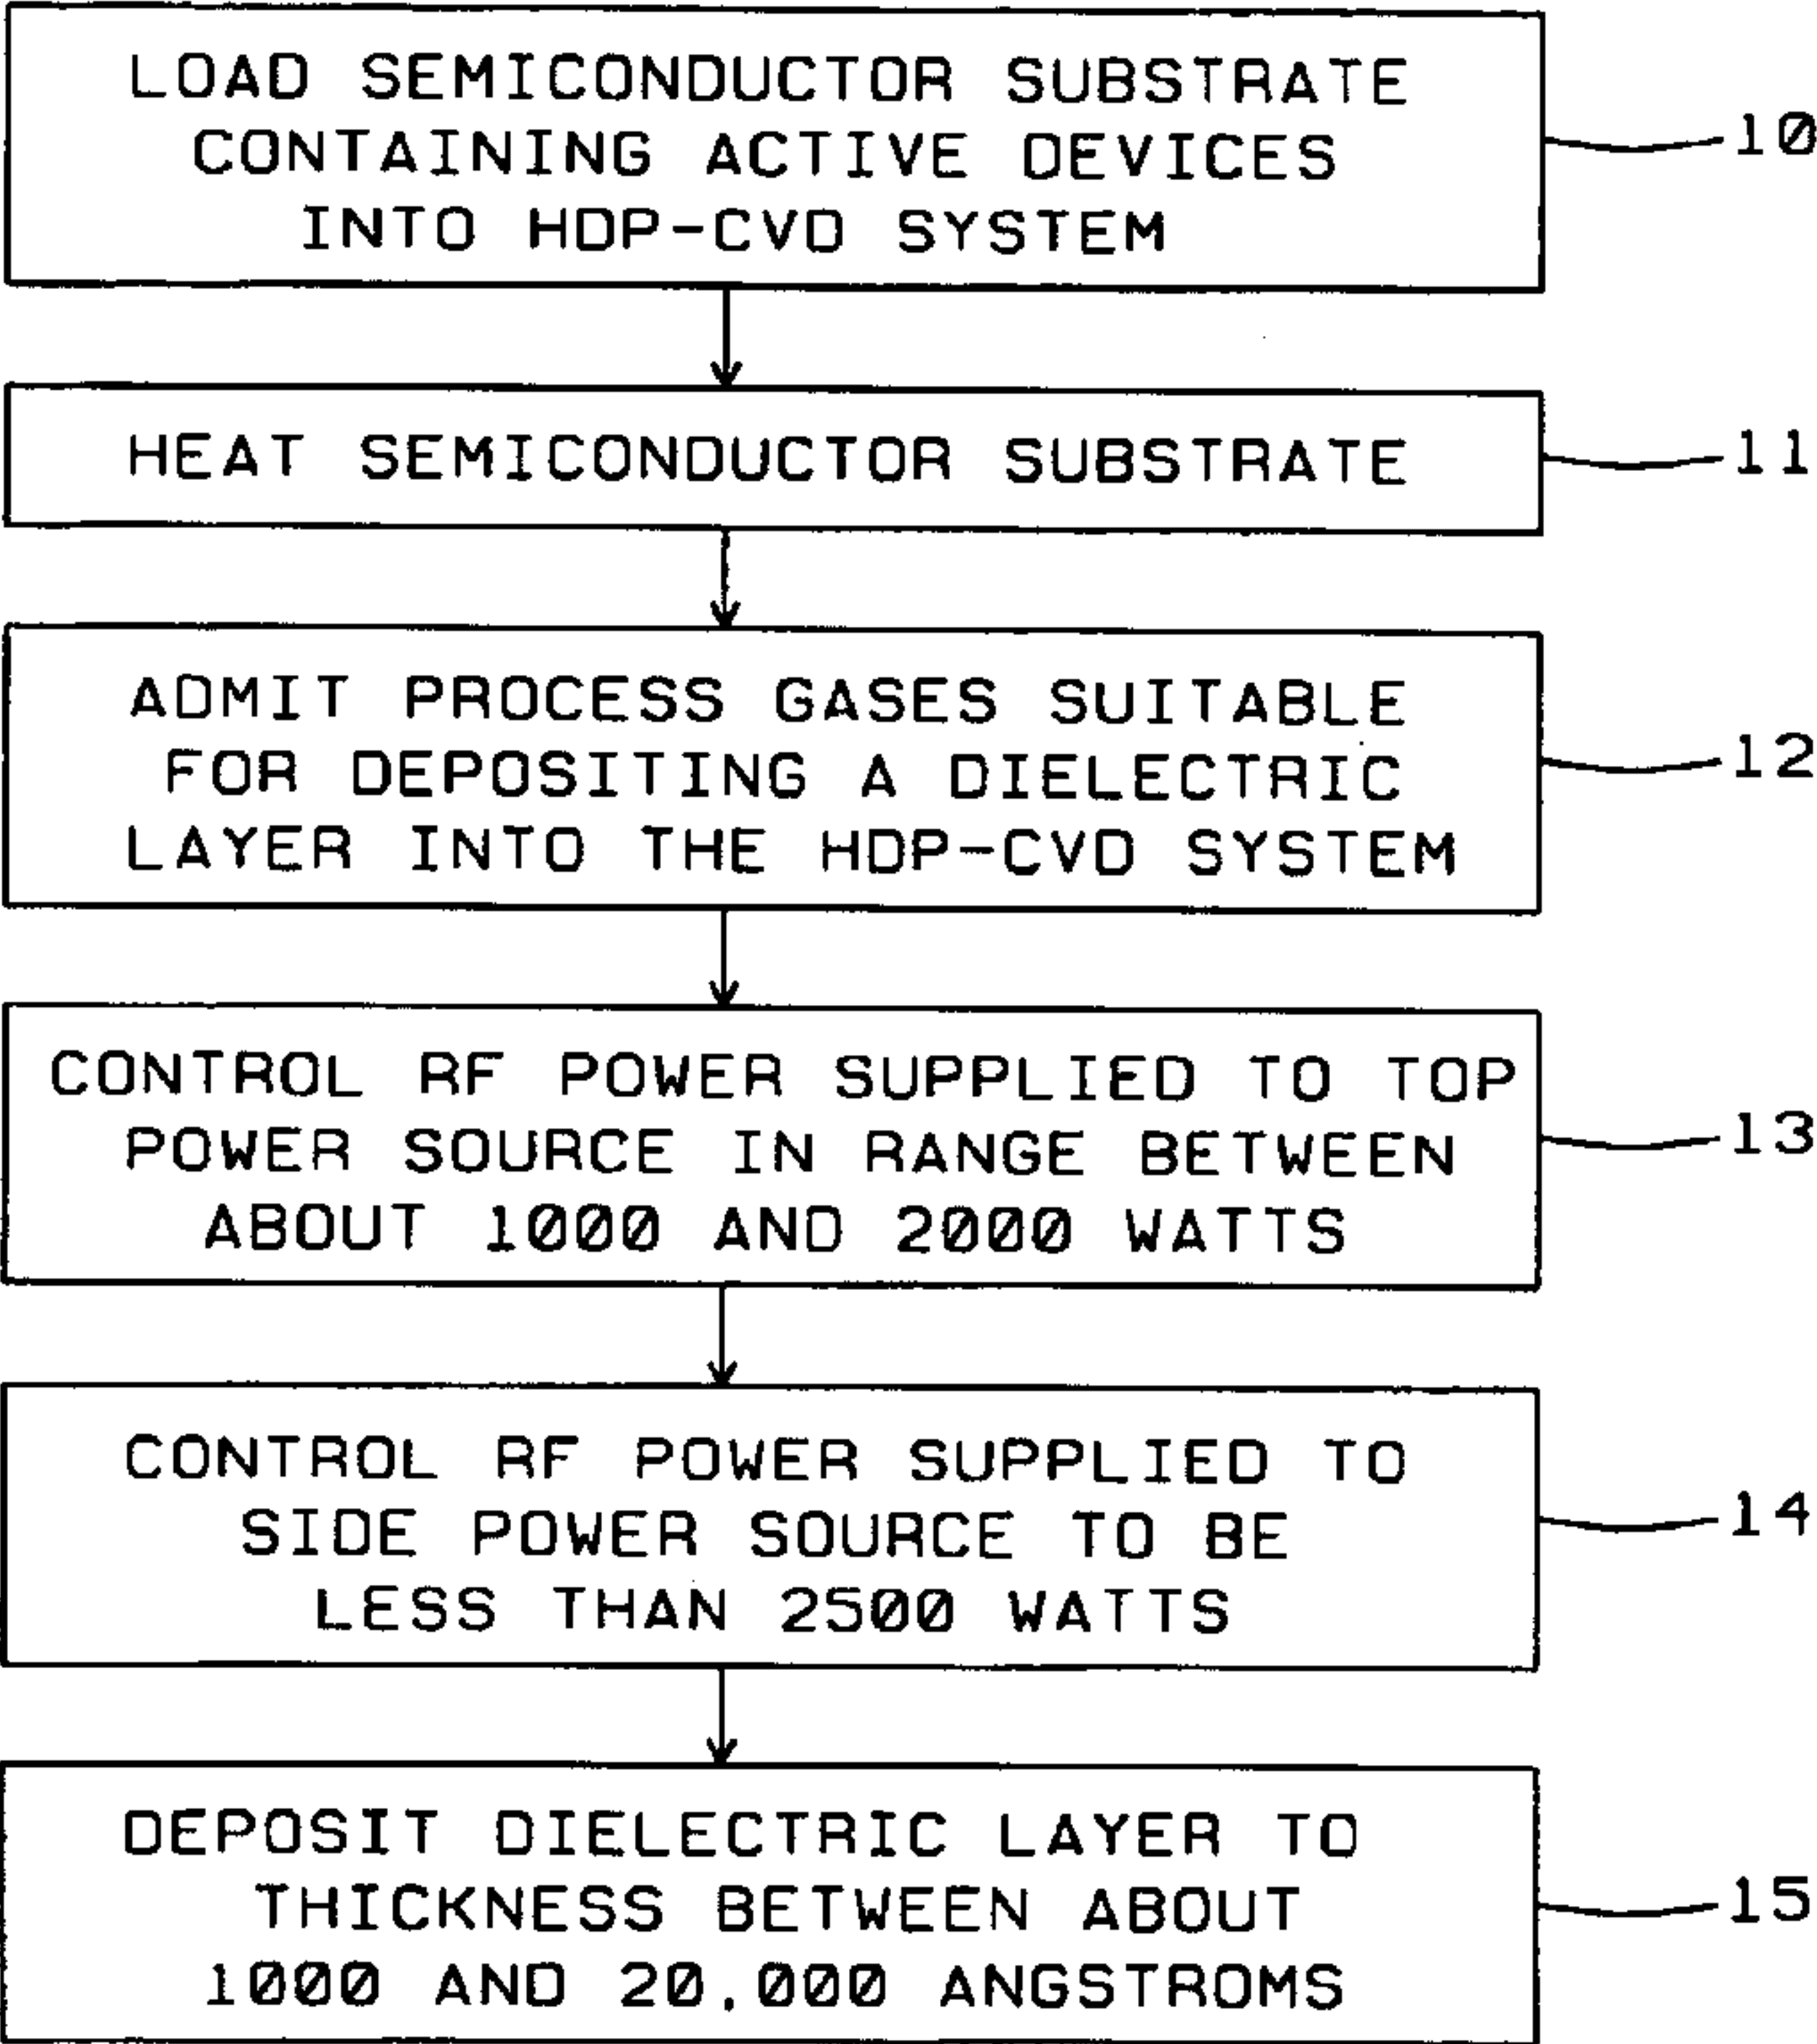 LOAD SEMICONDUCTOR SUBSTRATE
CONTAINING ACTIVE DEVICES
INTO HDP-CVD SYSTEM
10
HEAT SEMICONDUCTOR SUBSTRATE
11
ADMIT PROCESS GASES SUITABLE
FOR DEPOSITING A DIELECTRIC
LAYER INTO THE HDP-CVD SYSTEM
12
CONTROL RF POWER SUPPLIED TO TOP
POWER SOURCE IN RANGE BETWEEN
ABOUT 1000 AND 2000 WATTS
13
CONTROL RF POWER SUPPLIED TO
SIDE POWER SOURCE TO BE
LESS THAN 2500 WATTS
14
DEPOSIT DIELECTRIC LAYER TO
THICKNESS BETWEEN ABOUT
1000 AND 20,000 ANGSTROMS
15